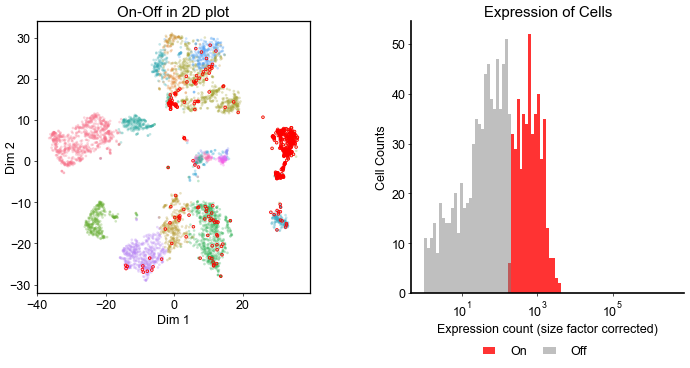 On-Off in 2D plot
Expression of Cells
30
20
10
0
−10
−20
−30
Dim 2
−40
−20
0
20
Dim 1
50
40
30
20
10
0
Cell Counts
10^1
10^3
10^5
Expression count (size factor corrected)
On
Off